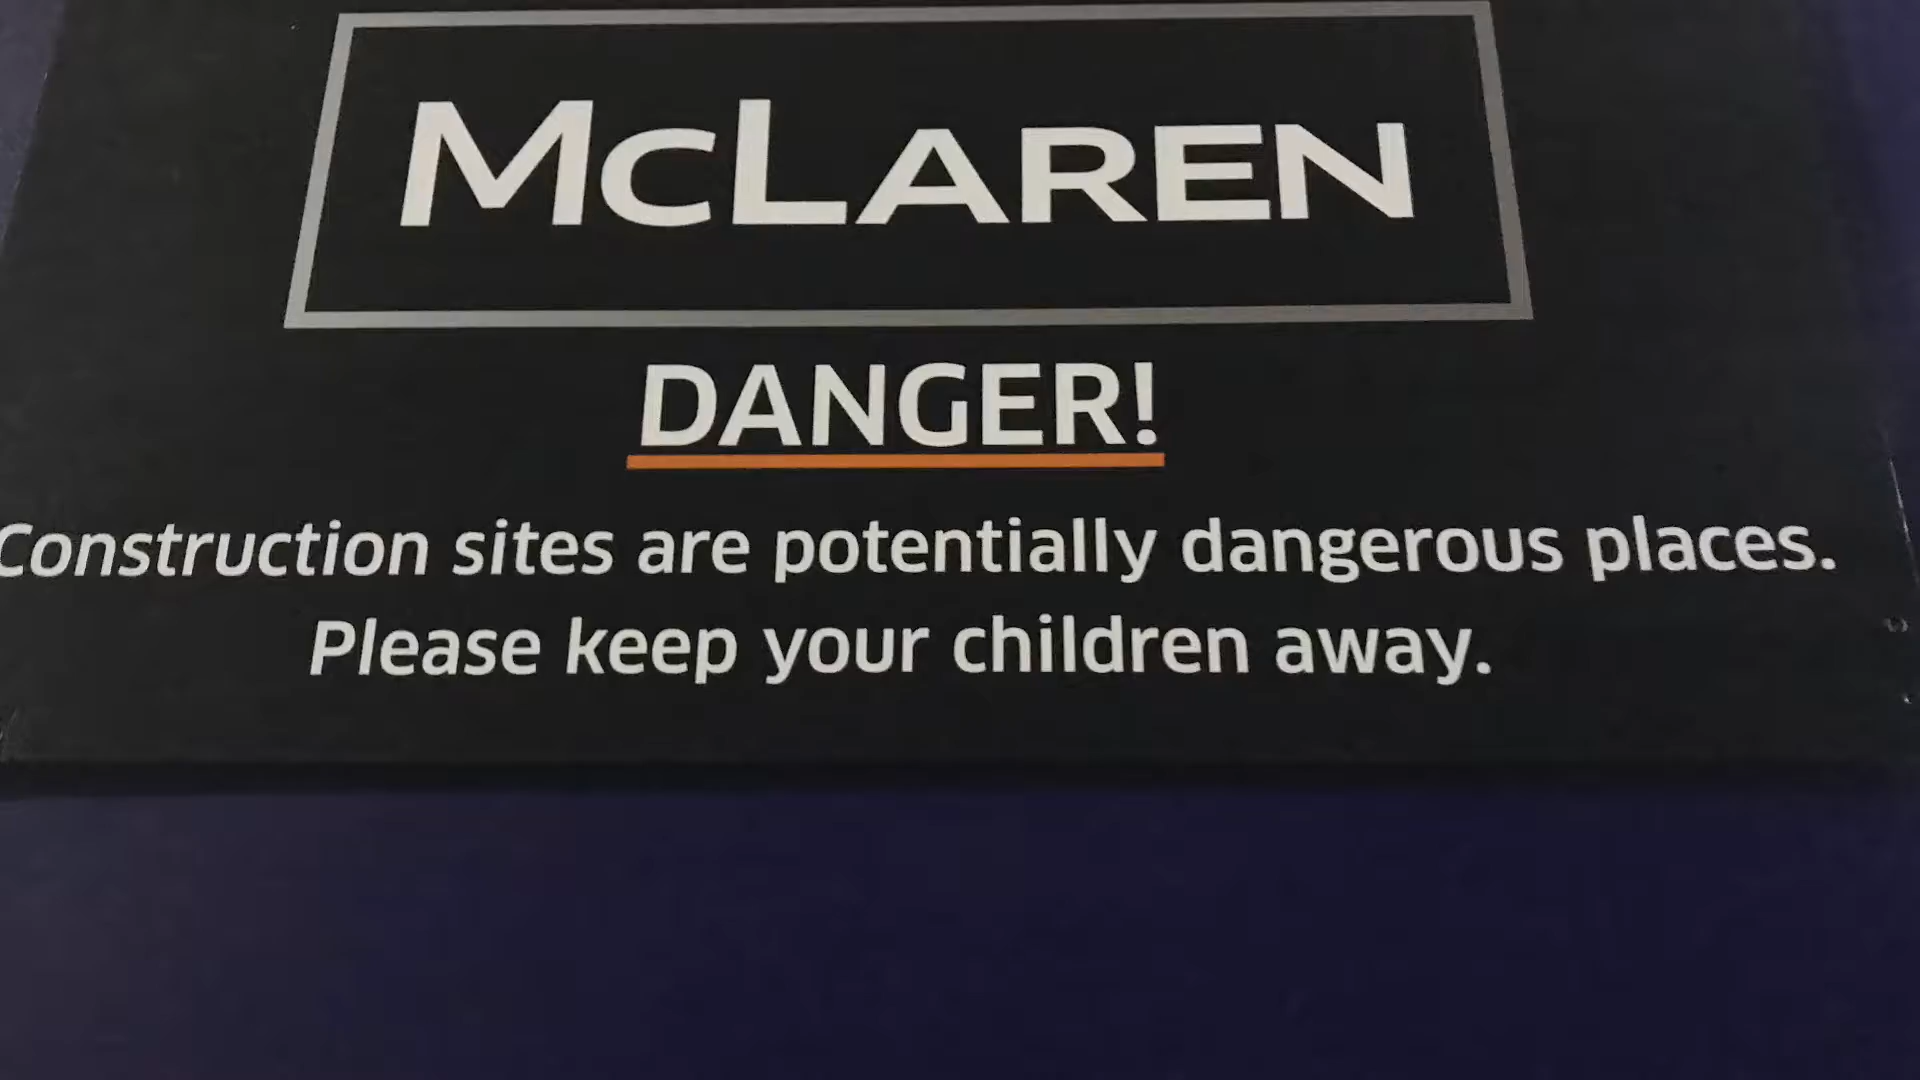 McLAREN
DANGER!
Construction sites are potentially dangerous places.
Please keep your children away.